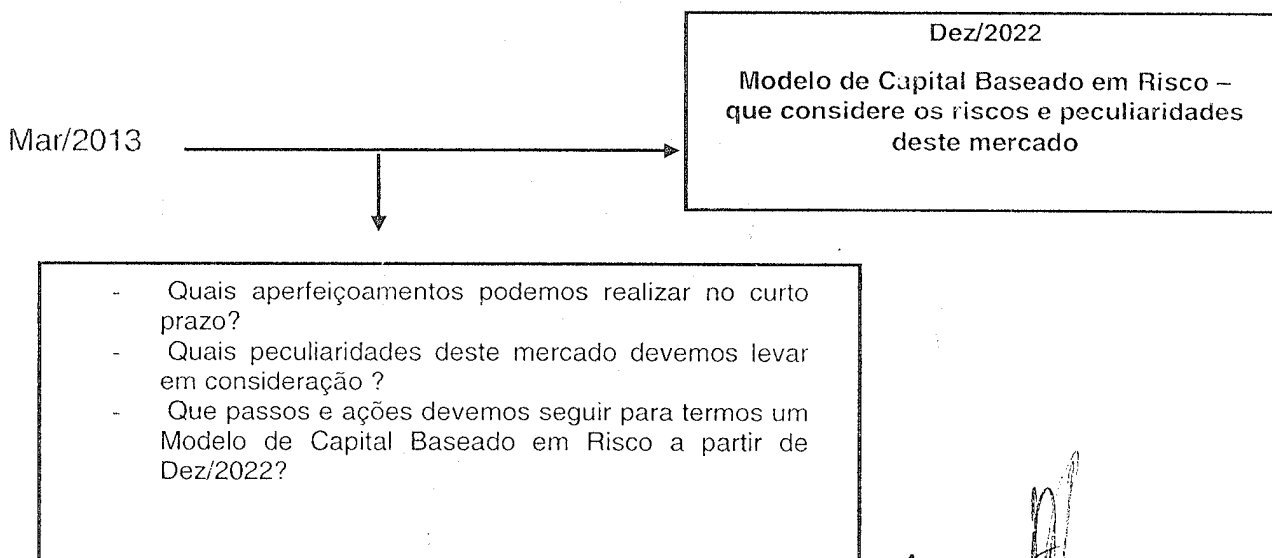 Dez/2022
Modelo de Capital Baseado em Risco –
que considere os riscos e peculiaridades
deste mercado
Mar/2013
- Quais aperfeiçoamentos podemos realizar no curto
prazo?
- Quais peculiaridades deste mercado devemos levar
em consideração ?
- Que passos e ações devemos seguir para termos um
Modelo de Capital Baseado em Risco a partir de
Dez/2022?